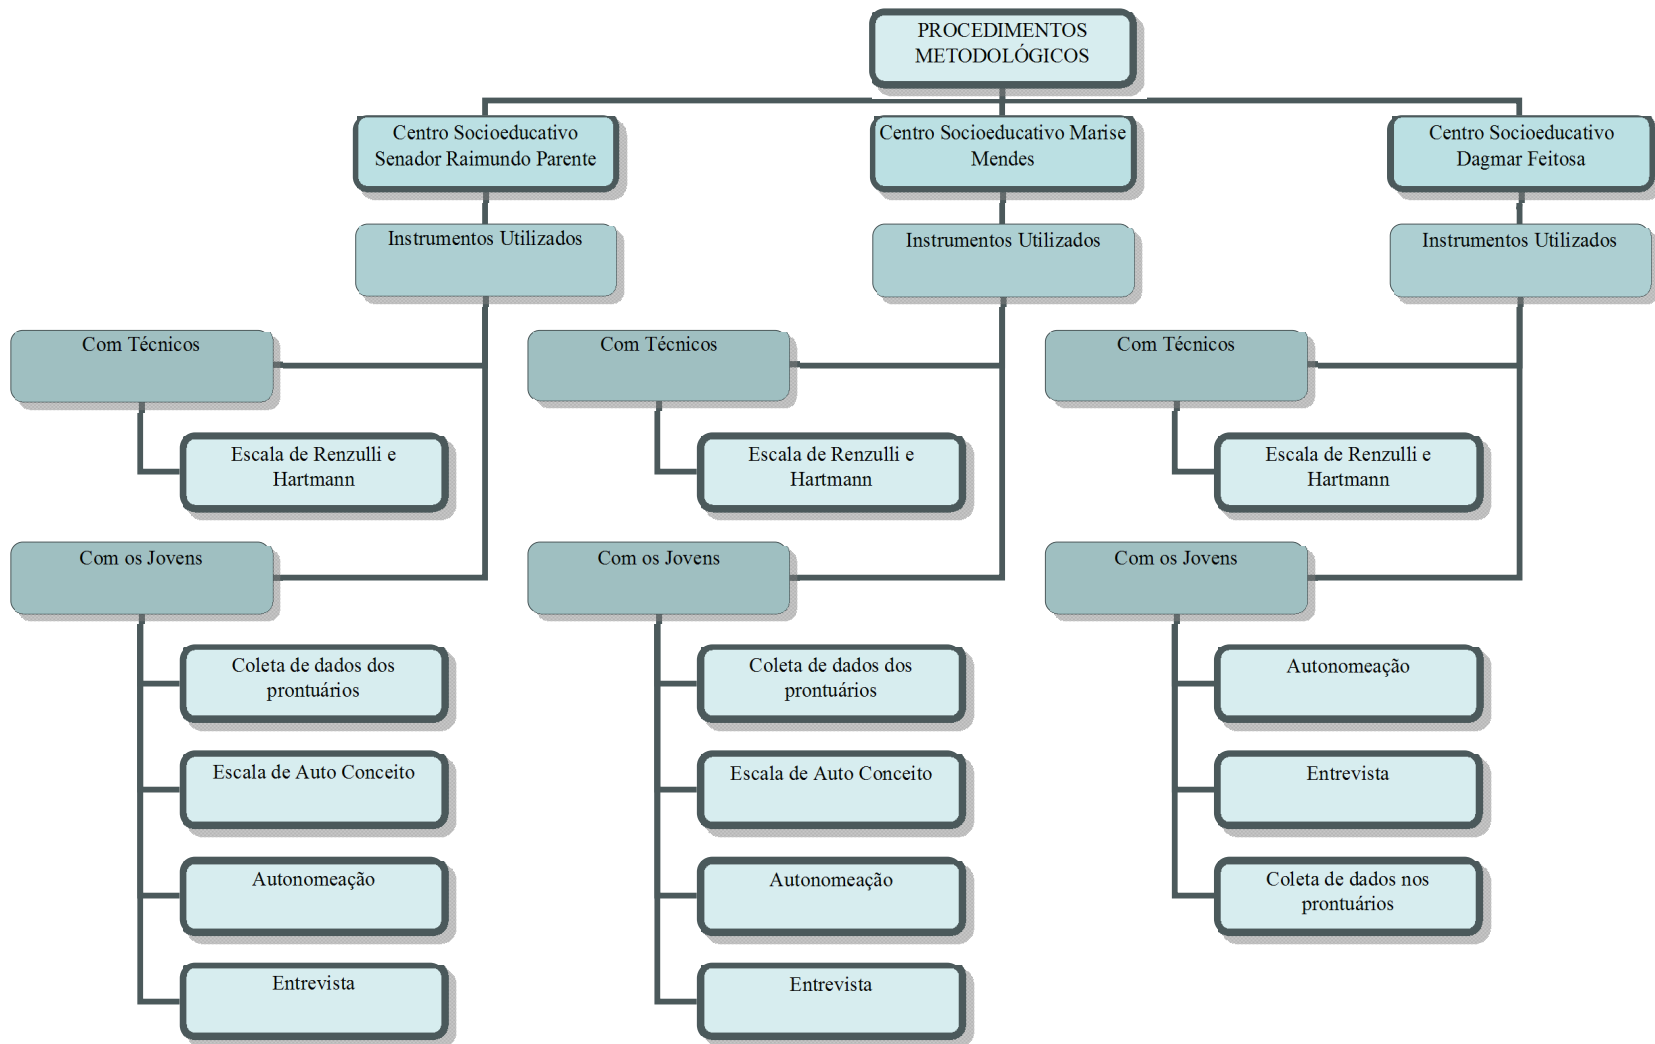 PROCEDIMENTOS
METODOLÓGICOS
Centro Socioeducativo
Senador Raimundo Parente
Centro Socioeducativo Marise
Mendes
Centro Socioeducativo
Dagmar Feitosa
Instrumentos Utilizados
Instrumentos Utilizados
Instrumentos Utilizados
Com Técnicos
Com Técnicos
Com Técnicos
Escala de Renzulli e
Hartmann
Escala de Renzulli e
Hartmann
Escala de Renzulli e
Hartmann
Com os Jovens
Com os Jovens
Com os Jovens
Coleta de dados dos
prontuários
Coleta de dados dos
prontuários
Autonomeação
Escala de Auto Conceito
Escala de Auto Conceito
Entrevista
Autonomeação
Autonomeação
Coleta de dados nos
prontuários
Entrevista
Entrevista